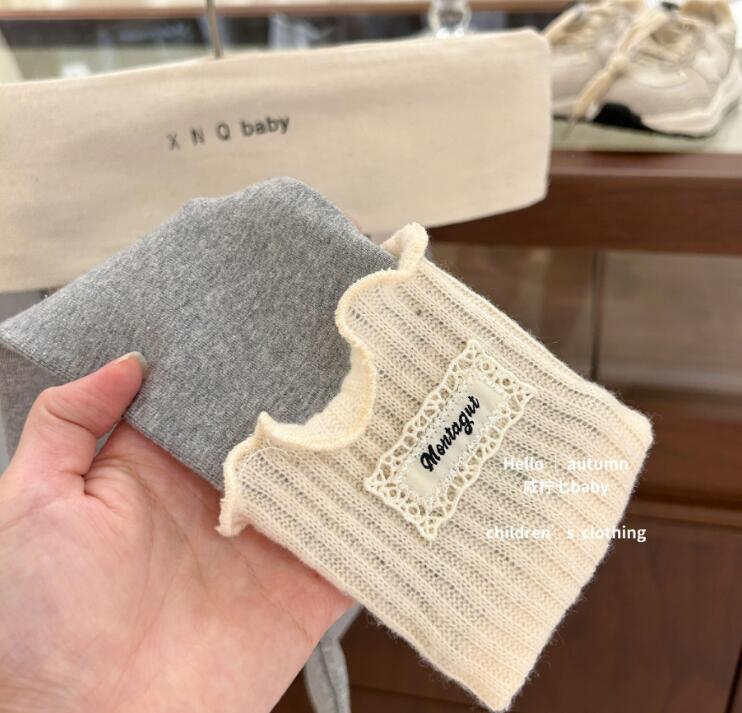 X N Q baby
Montagut
Hello | autumn
咸柠七baby
children's clothing